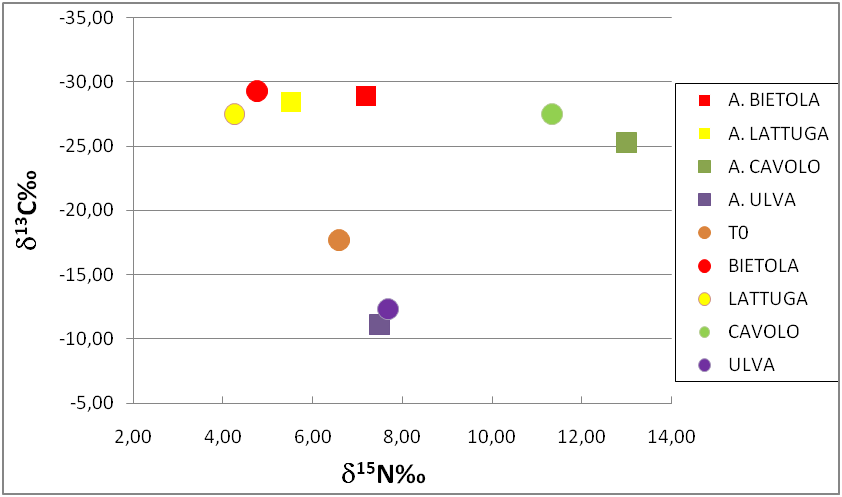 -35,00
-30,00
-25,00
-20,00
-15,00
-10,00
-5,00
δ¹³C‰
2,00 4,00 6,00 8,00 10,00 12,00 14,00
δ¹⁵N‰
A. BIETOLA
A. LATTUGA
A. CAVOLO
A. ULVA
T0
BIETOLA
LATTUGA
CAVOLO
ULVA